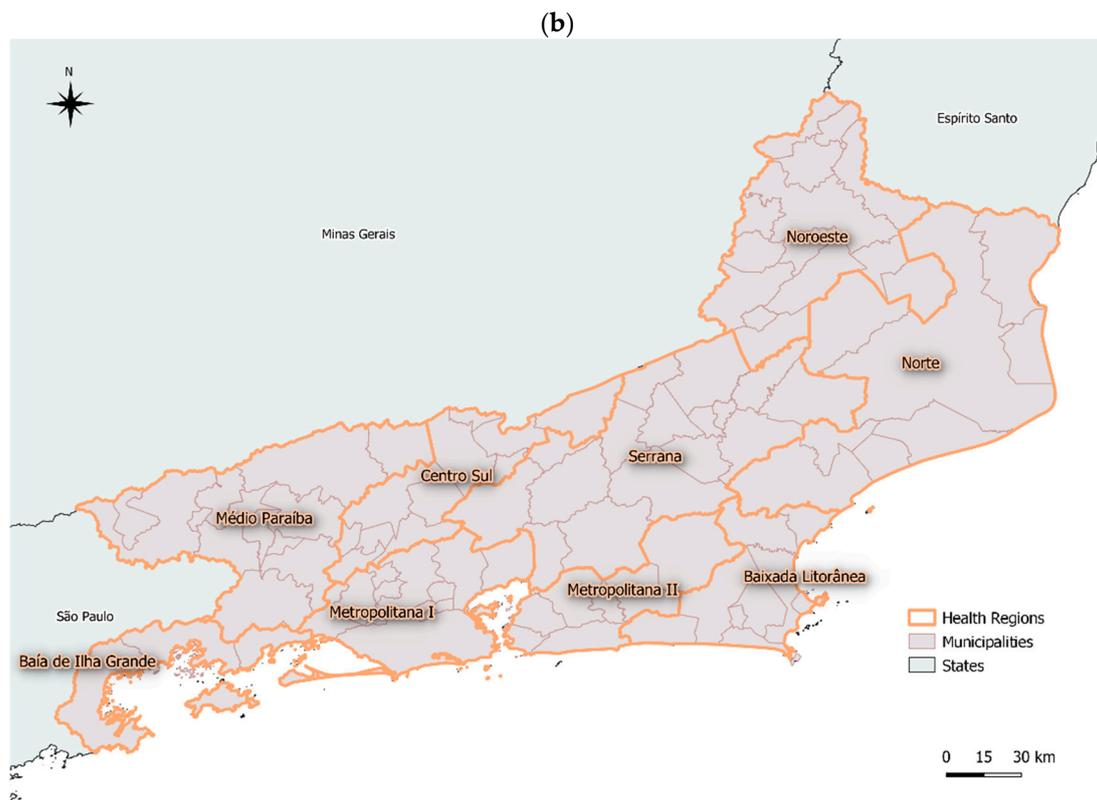 (b)
N
Espírito Santo
Minas Gerais
Noroeste
Norte
Serrana
Centro Sul
Médio Paraíba
Baixada Litorânea
Metropolitana II
Metropolitana I
São Paulo
Baía de Ilha Grande
Health Regions
Municipalities
States
0 15 30 km